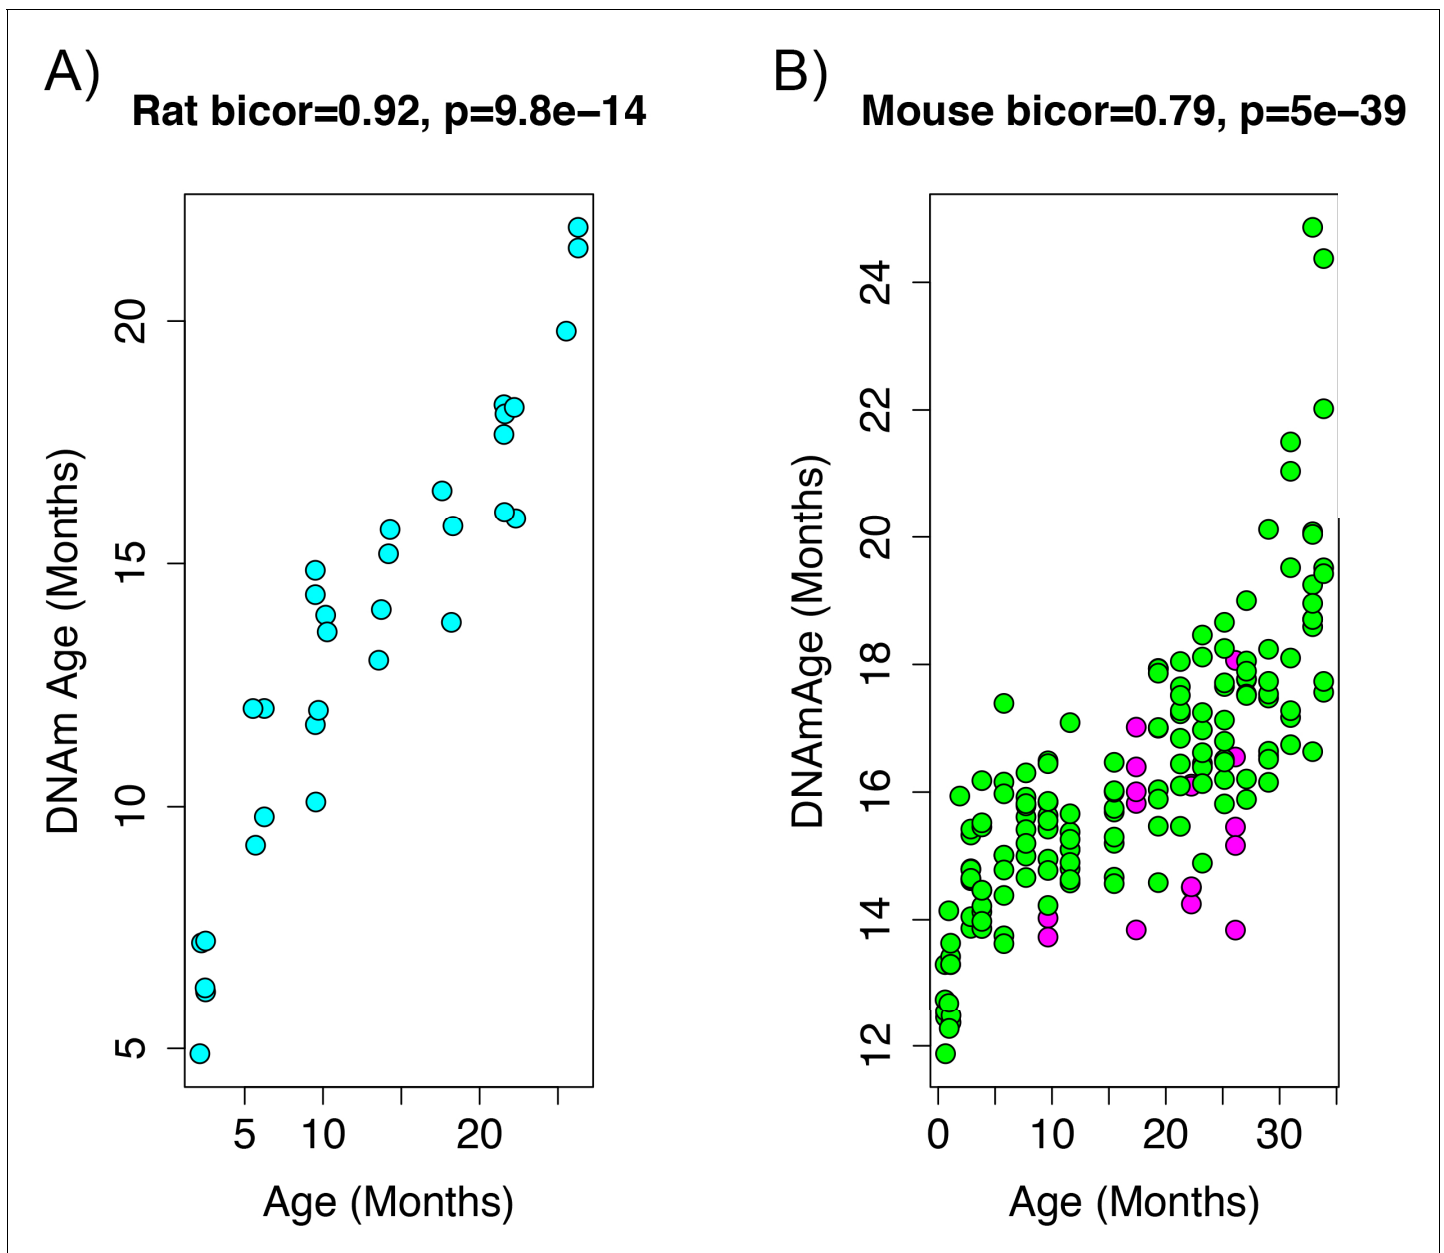 A)
Rat bicor=0.92, p=9.8e−14
DNAm Age (Months)
20
15
10
5
5 10 20
Age (Months)
B)
Mouse bicor=0.79, p=5e−39
DNAmAge (Months)
24
22
20
18
16
14
12
0 10 20 30
Age (Months)